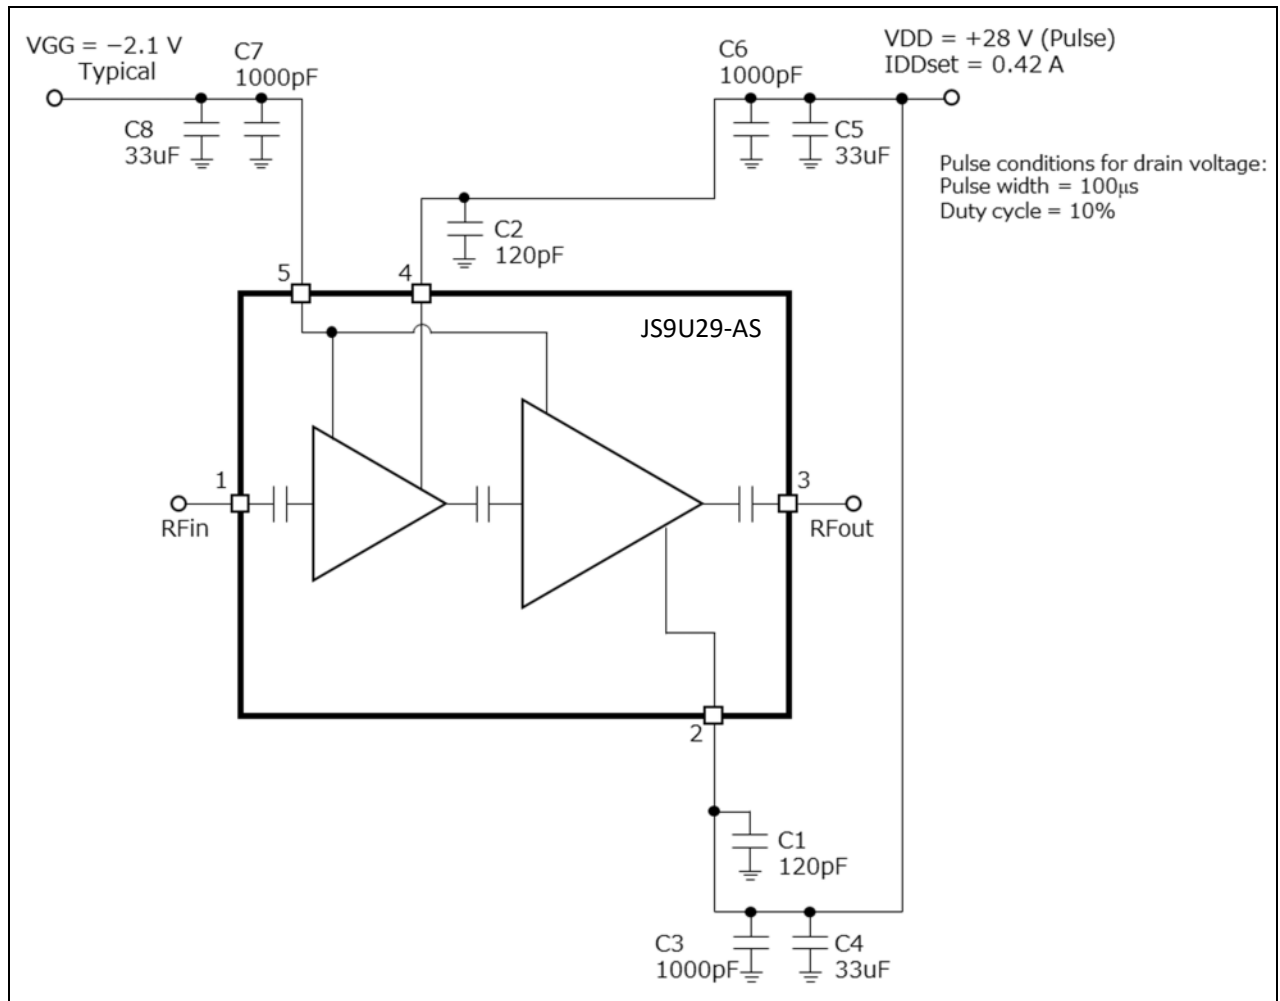 VGG = −2.1 V
Typical
C7
1000pF
C8
33uF
C6
1000pF
VDD = +28 V (Pulse)
IDDset = 0.42 A
C5
33uF
Pulse conditions for drain voltage:
Pulse width = 100μs
Duty cycle = 10%
C2
120pF
5
4
JS9U29-AS
1
RFin
3
RFout
2
C1
120pF
C3
1000pF
C4
33uF